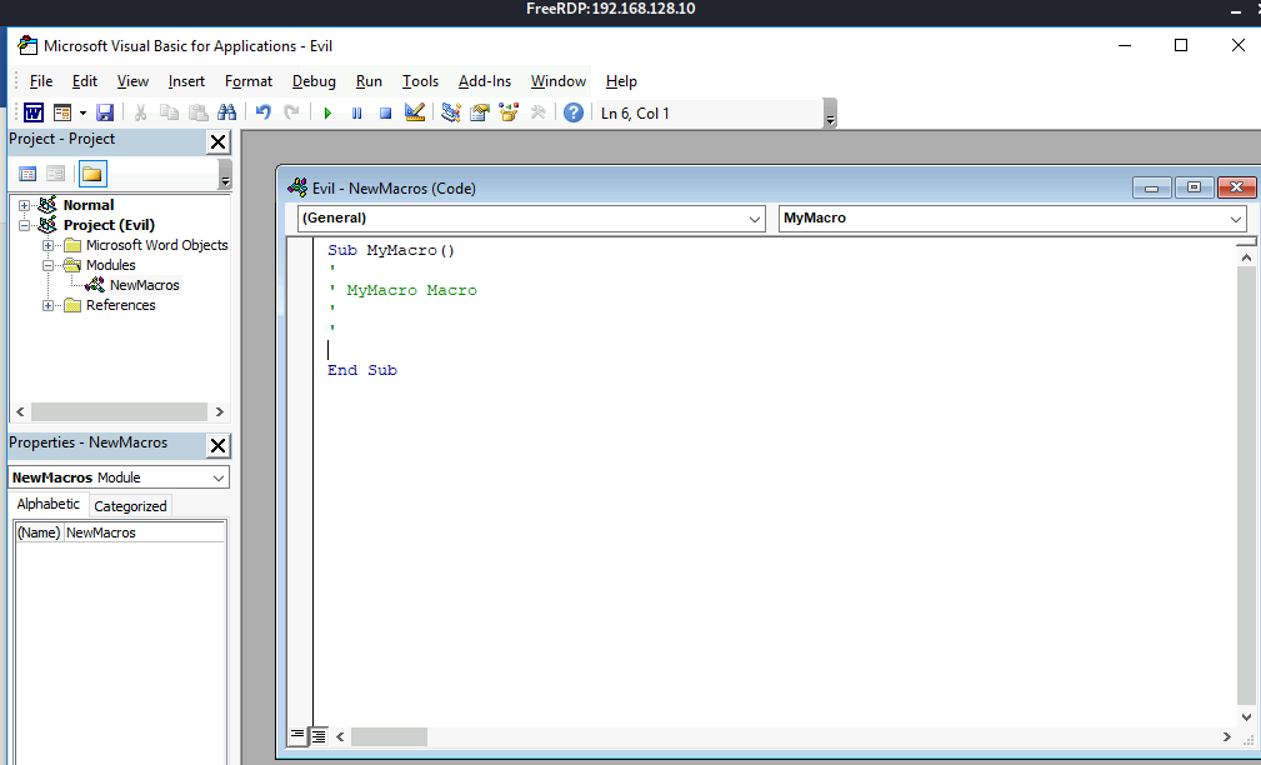 FreeRDP:192.168.128.10
Microsoft Visual Basic for Applications - Evil
File Edit View Insert Format Debug Run Tools Add-Ins Window Help
Ln 6, Col 1
Project - Project
Normal
Project (Evil)
Microsoft Word Objects
Modules
NewMacros
References
Properties - NewMacros
NewMacros Module
Alphabetic Categorized
(Name) NewMacros
Evil - NewMacros (Code)
(General) MyMacro
Sub MyMacro()
'
' MyMacro Macro
'
'
End Sub